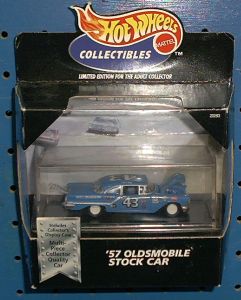 Hot Wheels
MATTEL
COLLECTIBLES
LIMITED EDITION FOR THE ADULT COLLECTOR
43
Includes
Collector's
Display Case
Multi-
Piece
Collector
Quality
Car
'57 OLDSMOBILE
STOCK CAR